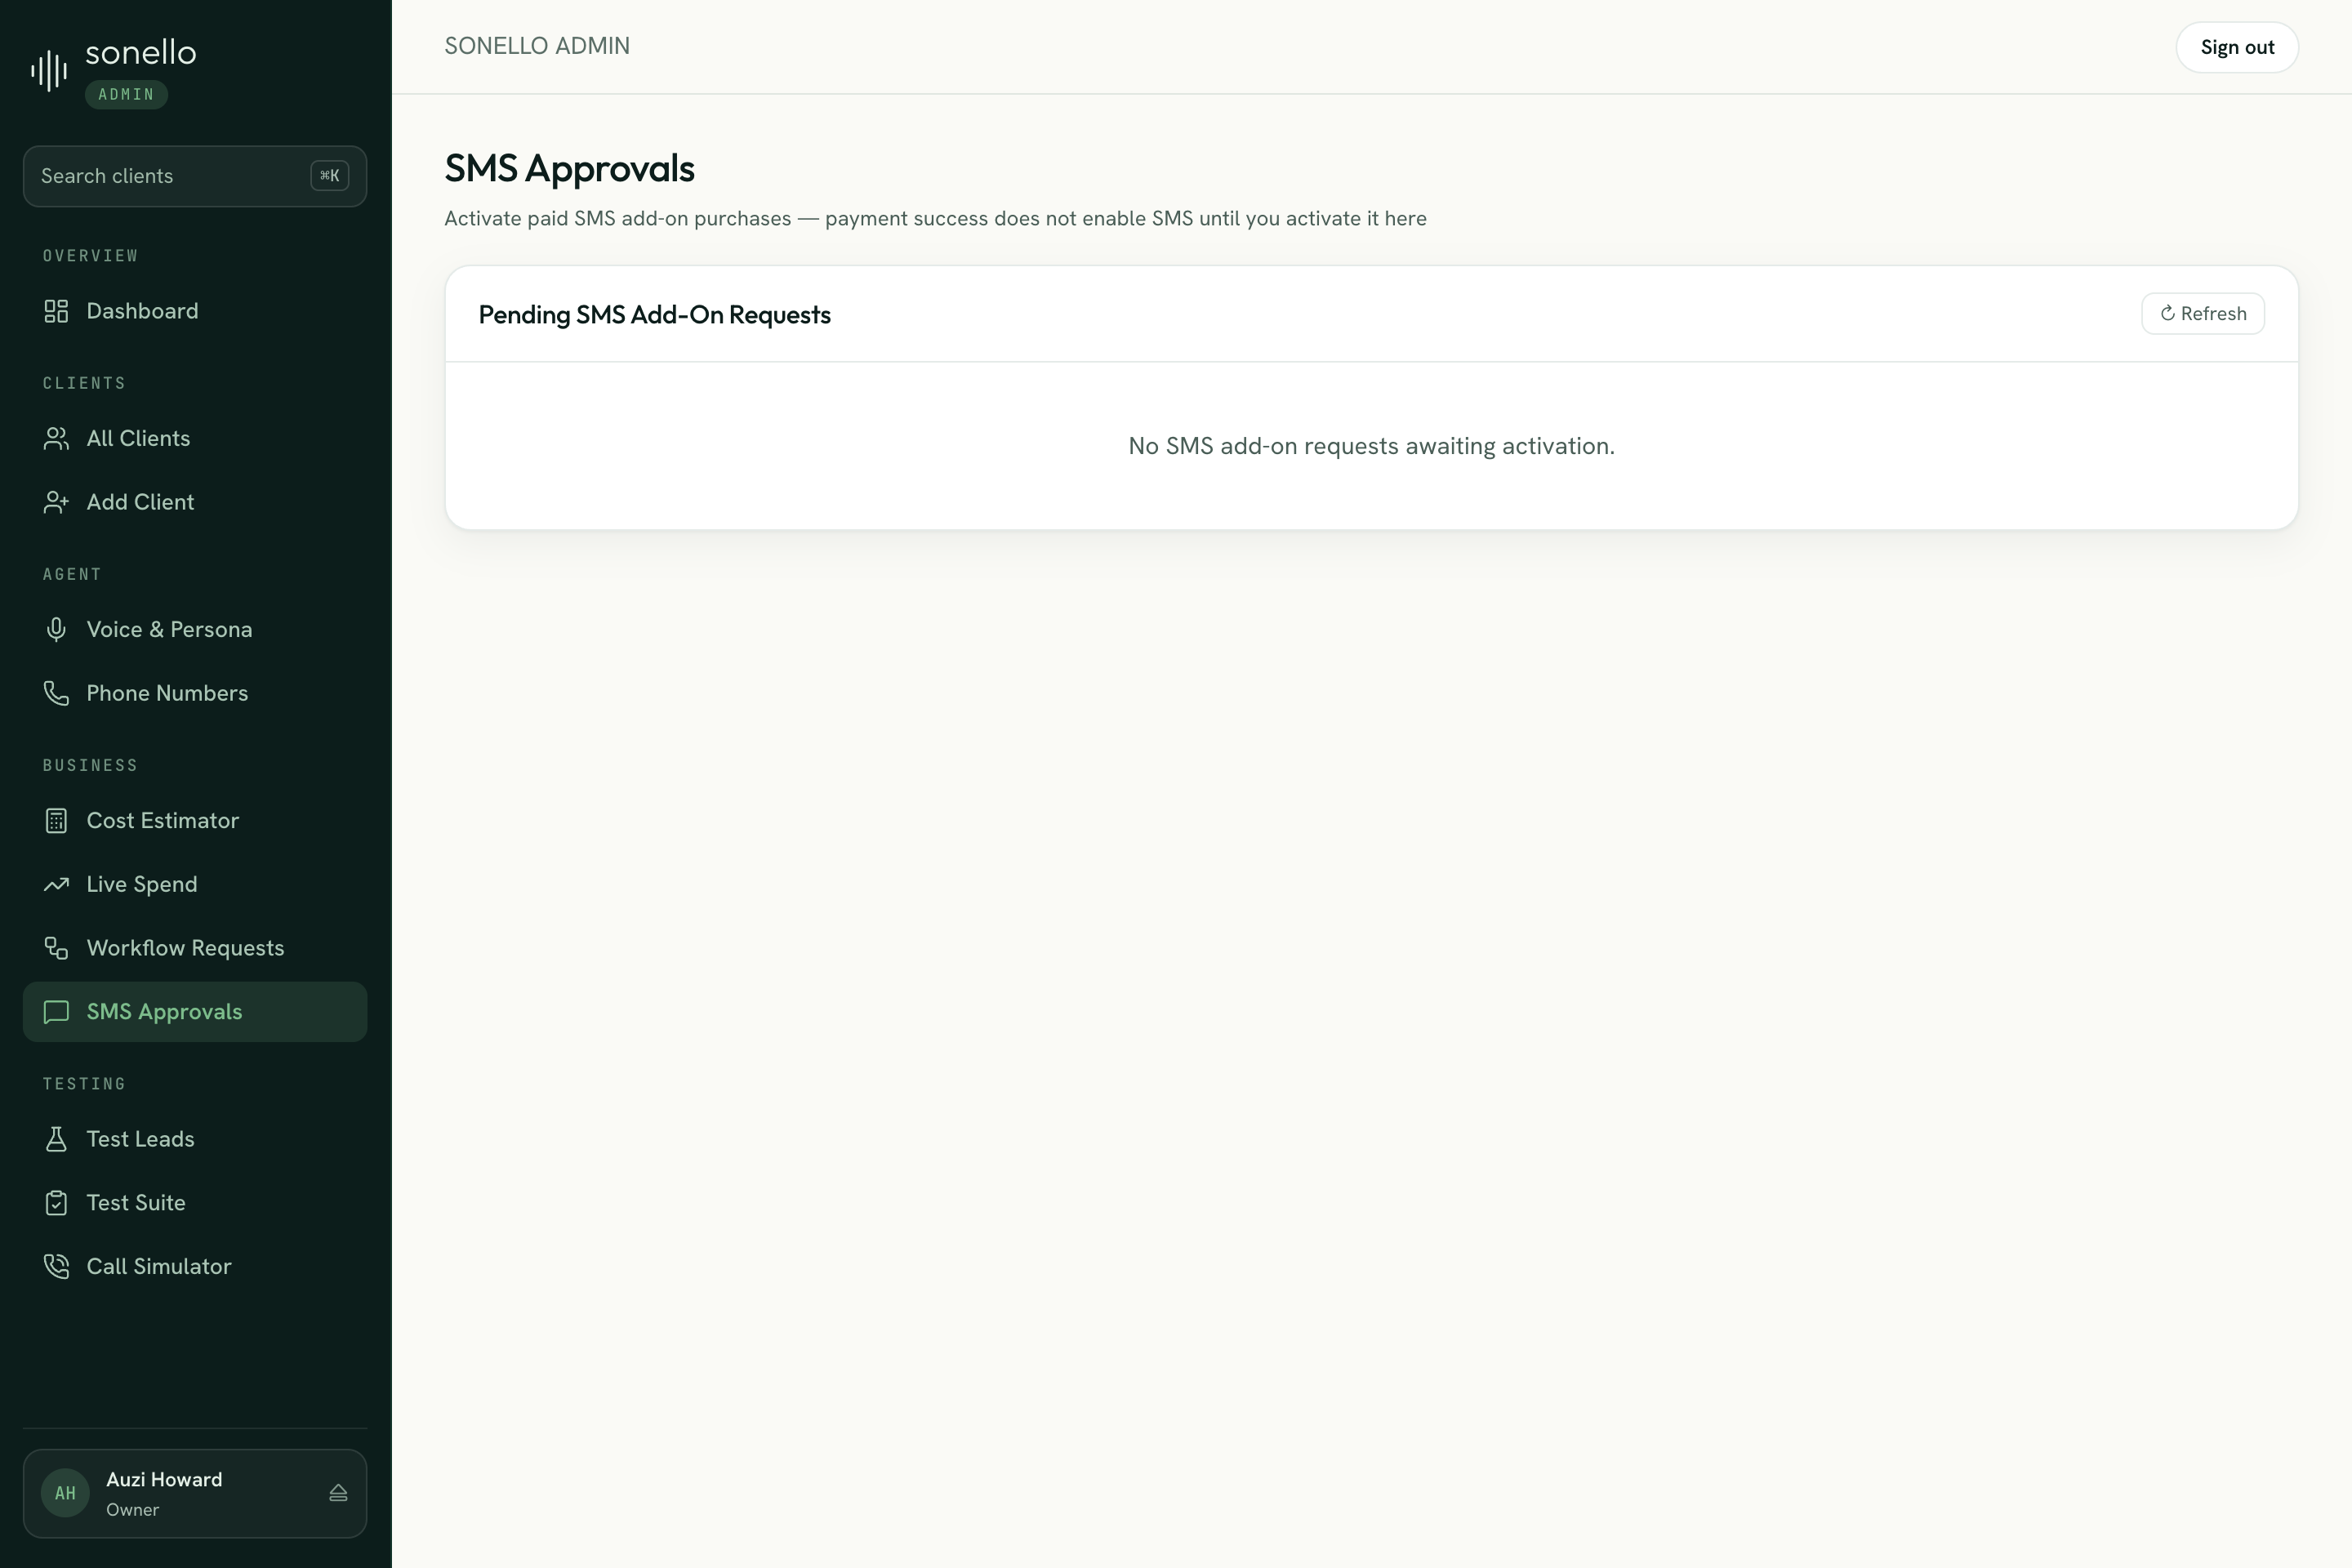 sonello
ADMIN
Search clients
⌘K
OVERVIEW
Dashboard
CLIENTS
All Clients
Add Client
AGENT
Voice & Persona
Phone Numbers
BUSINESS
Cost Estimator
Live Spend
Workflow Requests
SMS Approvals
TESTING
Test Leads
Test Suite
Call Simulator
AH
Auzi Howard
Owner
SONELLO ADMIN
Sign out
SMS Approvals
Activate paid SMS add-on purchases — payment success does not enable SMS until you activate it here
Pending SMS Add-On Requests
↻ Refresh
No SMS add-on requests awaiting activation.